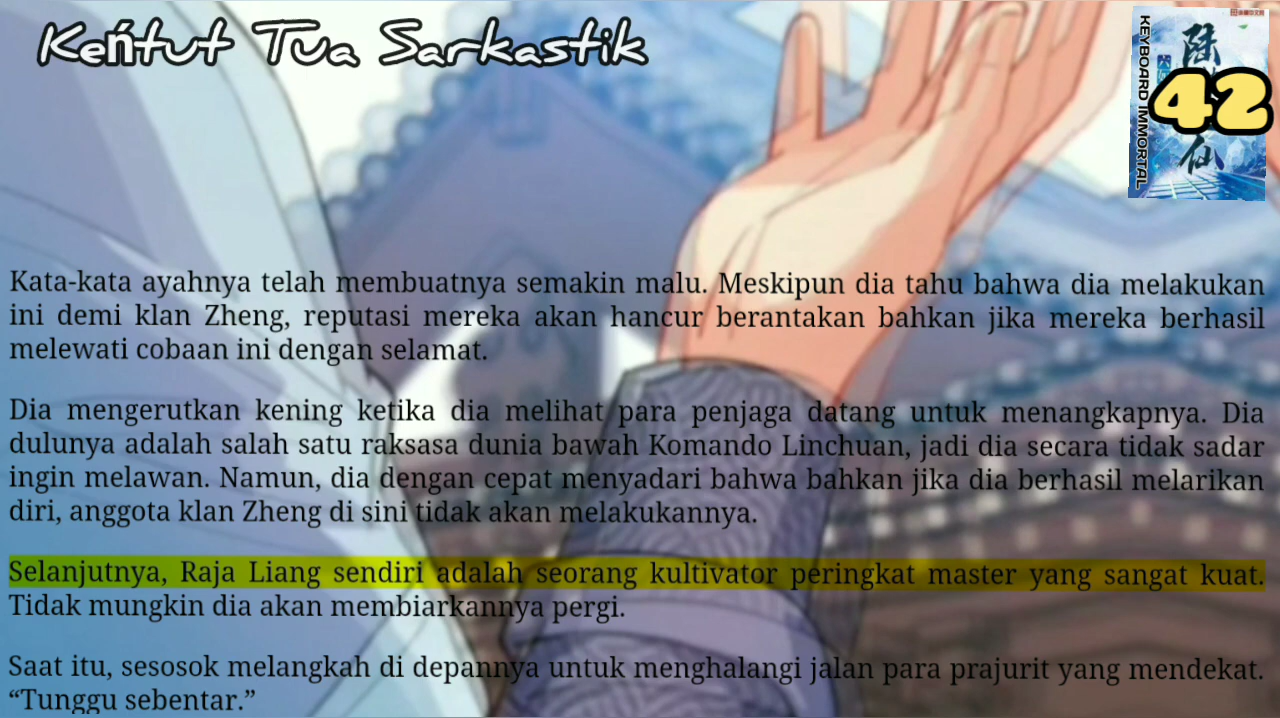 Keńtut Tua Sarkastik
KEYBOARD IMMORTAL
陆
仙
42
Kata-kata ayahnya telah membuatnya semakin malu. Meskipun dia tahu bahwa dia melakukan
ini demi klan Zheng, reputasi mereka akan hancur berantakan bahkan jika mereka berhasil
melewati cobaan ini dengan selamat.
Dia mengerutkan kening ketika dia melihat para penjaga datang untuk menangkapnya. Dia
dulunya adalah salah satu raksasa dunia bawah Komando Linchuan, jadi dia secara tidak sadar
ingin melawan. Namun, dia dengan cepat menyadari bahwa bahkan jika dia berhasil melarikan
diri, anggota klan Zheng di sini tidak akan melakukannya.
Selanjutnya, Raja Liang sendiri adalah seorang kultivator peringkat master yang sangat kuat.
Tidak mungkin dia akan membiarkannya pergi.
Saat itu, sesosok melangkah di depannya untuk menghalangi jalan para prajurit yang mendekat.
“Tunggu sebentar.”